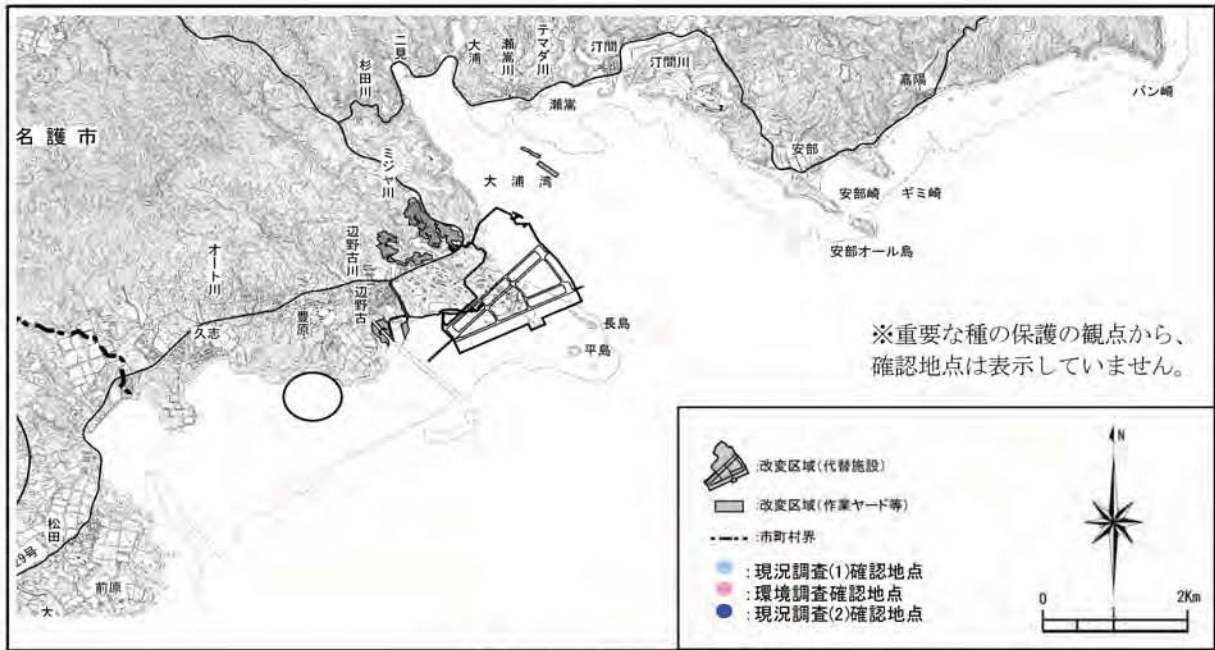 名護市
杉田川
二見
大浦
瀬嵩川
テマダ川
汀間
汀間川
瀬嵩
嘉陽
バン崎
安部
安部崎
ギミ崎
安部オール島
大浦湾
ミジャ川
辺野古川
辺野古
オート川
久志
豊原
長島
平島
松田
前原
大
※重要な種の保護の観点から、
確認地点は表示していません。
:改変区域(代替施設)
:改変区域(作業ヤード等)
:市町村界
:現況調査(1)確認地点
:環境調査確認地点
:現況調査(2)確認地点
N
0 1 2Km